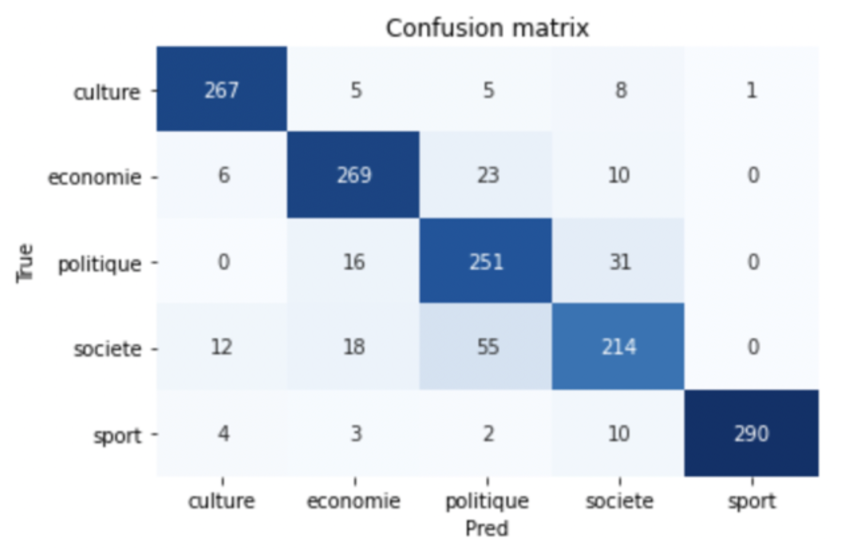 Confusion matrix
culture 267 5 5 8 1
economie 6 269 23 10 0
politique 0 16 251 31 0
societe 12 18 55 214 0
sport 4 3 2 10 290
culture economie politique societe sport
Pred
True